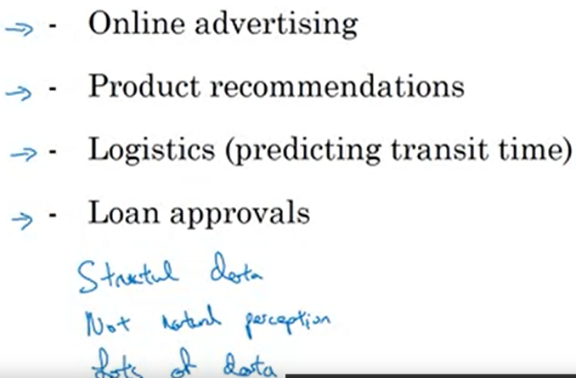 - Online advertising
- Product recommendations
- Logistics (predicting transit time)
- Loan approvals
Structured data
Not natural perception
Lots of data